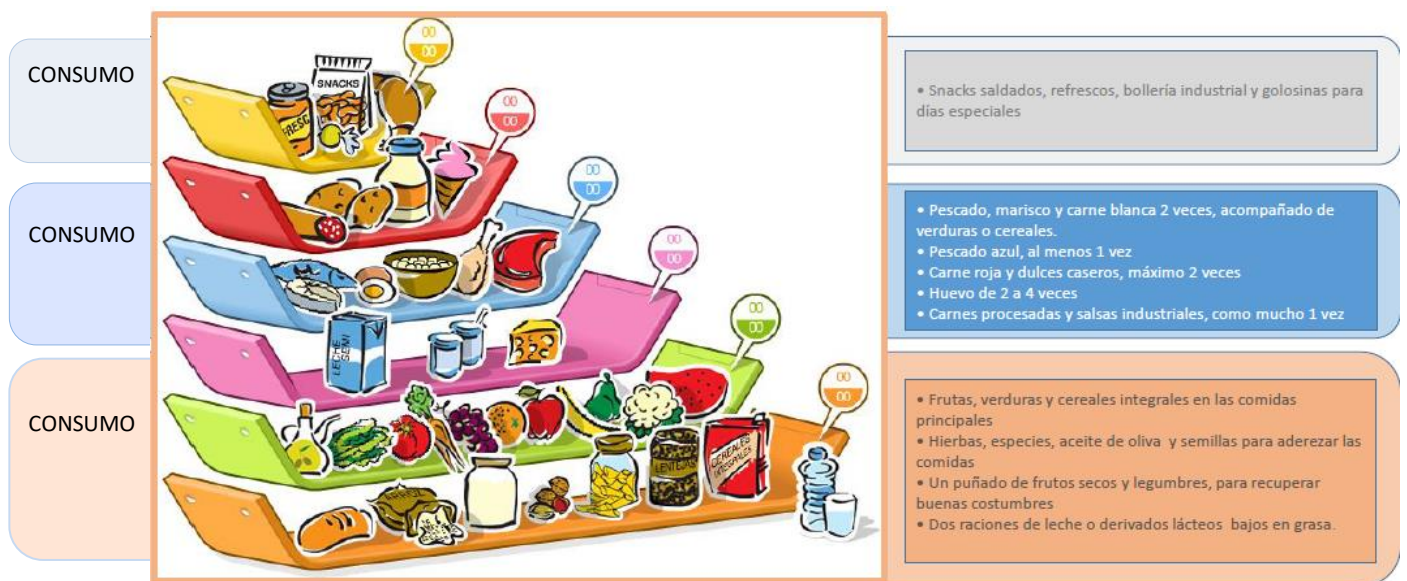 CONSUMO
SNACKS
FRESC
• Snacks saldados, refrescos, bollería industrial y golosinas para
días especiales
CONSUMO
• Pescado, marisco y carne blanca 2 veces, acompañado de
verduras o cereales.
• Pescado azul, al menos 1 vez
• Carne roja y dulces caseros, máximo 2 veces
• Huevo de 2 a 4 veces
• Carnes procesadas y salsas industriales, como mucho 1 vez
LECHE
SEMI
CONSUMO
• Frutas, verduras y cereales integrales en las comidas
principales
• Hierbas, especies, aceite de oliva y semillas para aderezar las
comidas
• Un puñado de frutos secos y legumbres, para recuperar
buenas costumbres
• Dos raciones de leche o derivados lácteos bajos en grasa.
ARROZ
LENTEJAS
CEREALES
INTEGRALES